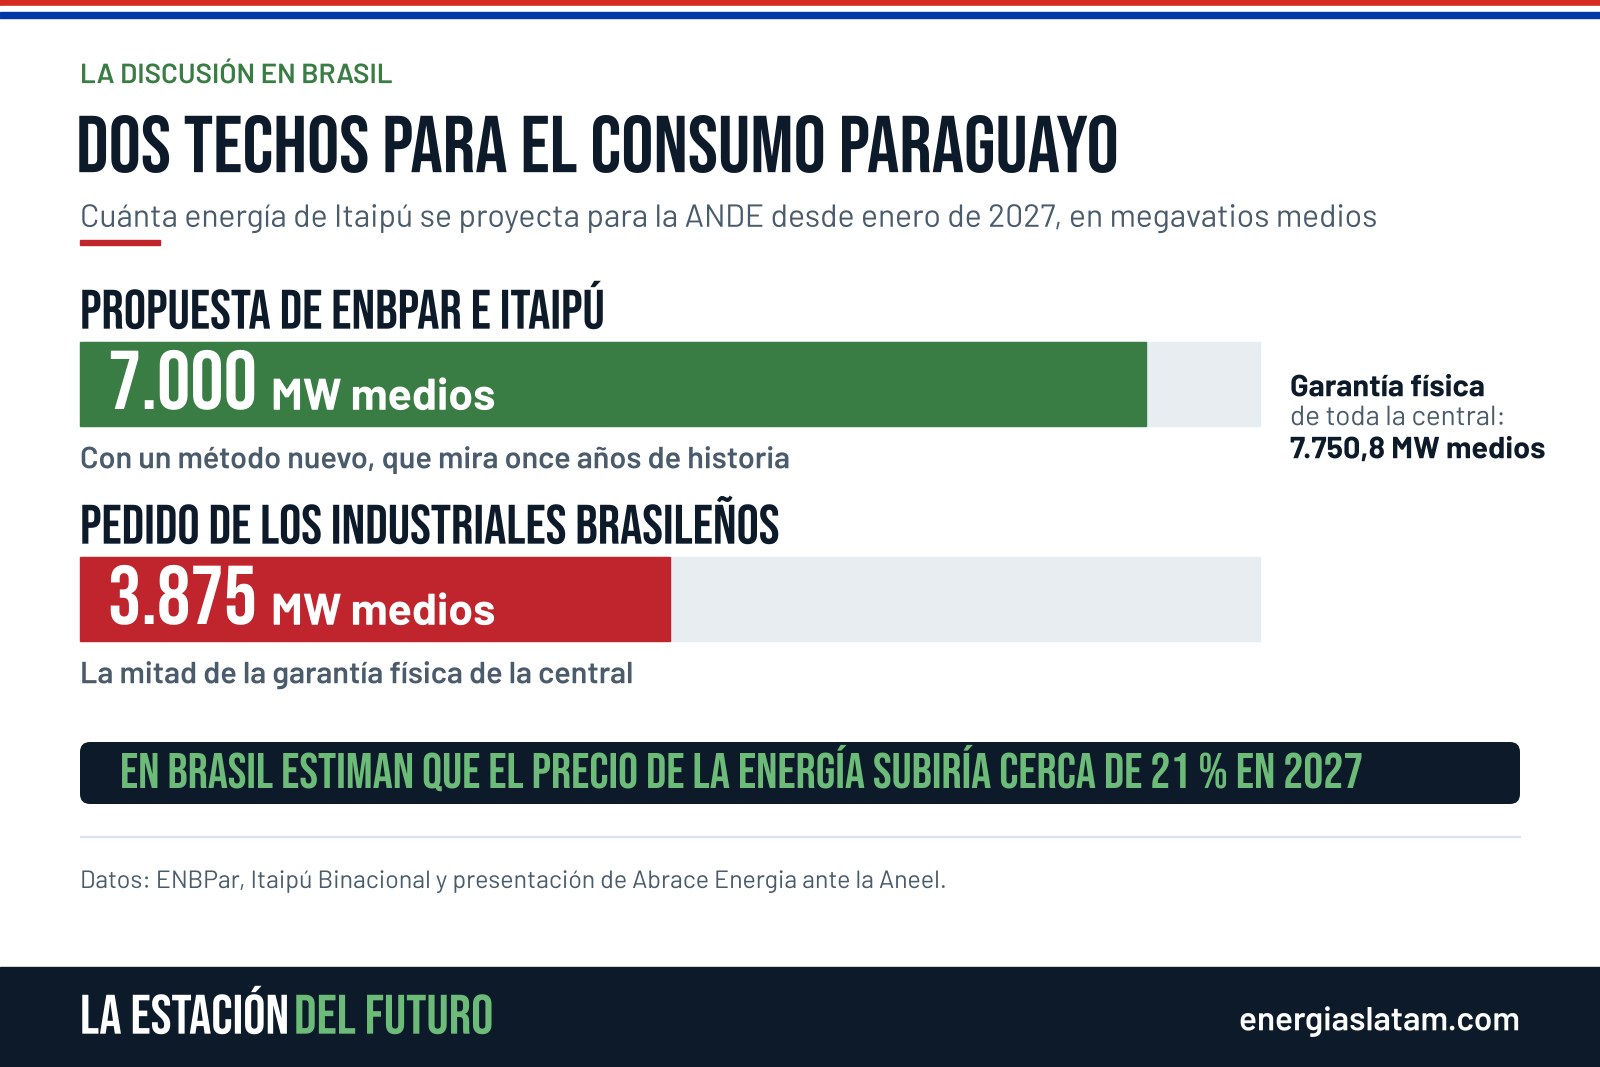 LA DISCUSIÓN EN BRASIL
DOS TECHOS PARA EL CONSUMO PARAGUAYO
Cuánta energía de Itaipú se proyecta para la ANDE desde enero de 2027, en megavatios medios
PROPUESTA DE ENBPAR E ITAIPÚ
7.000 MW medios
Con un método nuevo, que mira once años de historia
Garantía física
de toda la central:
7.750,8 MW medios
PEDIDO DE LOS INDUSTRIALES BRASILEÑOS
3.875 MW medios
La mitad de la garantía física de la central
EN BRASIL ESTIMAN QUE EL PRECIO DE LA ENERGÍA SUBIRÍA CERCA DE 21 % EN 2027
Datos: ENBPar, Itaipú Binacional y presentación de Abrace Energia ante la Aneel.
LA ESTACIÓN DEL FUTURO
energiaslatam.com